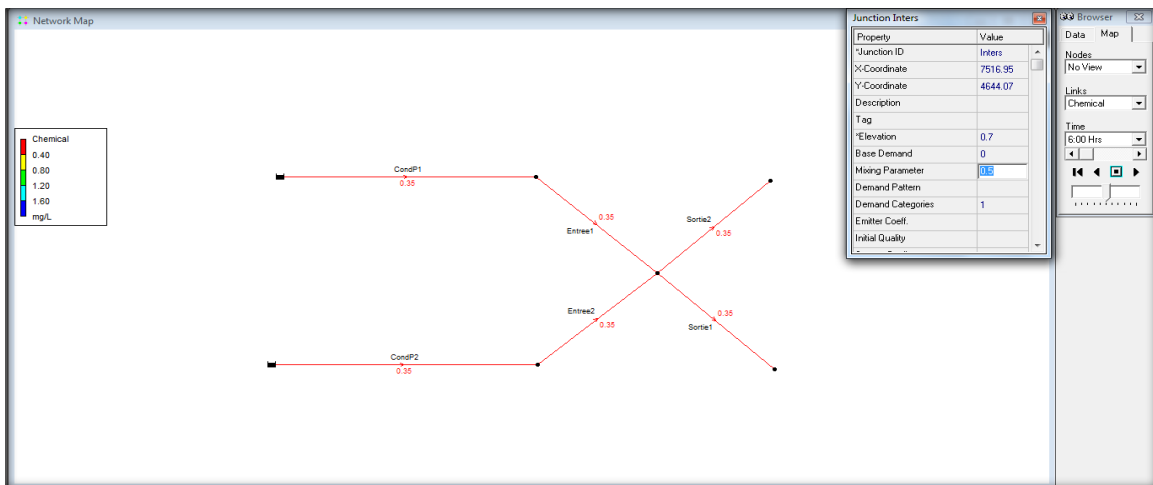 Network Map
Chemical
0.40
0.80
1.20
1.60
mg/L
CondP1
0.35
0.35
Entree1
Sortie2
0.35
Entree2
0.35
0.35
Sortie1
CondP2
0.35
Junction Inters
Property Value
*Junction ID Inters
X-Coordinate 7516.95
Y-Coordinate 4644.07
Description
Tag
*Elevation 0.7
Base Demand 0
Mixing Parameter 0.5
Demand Pattern
Demand Categories 1
Emitter Coeff.
Initial Quality
Browser
Data Map
Nodes
No View
Links
Chemical
Time
6:00 Hrs